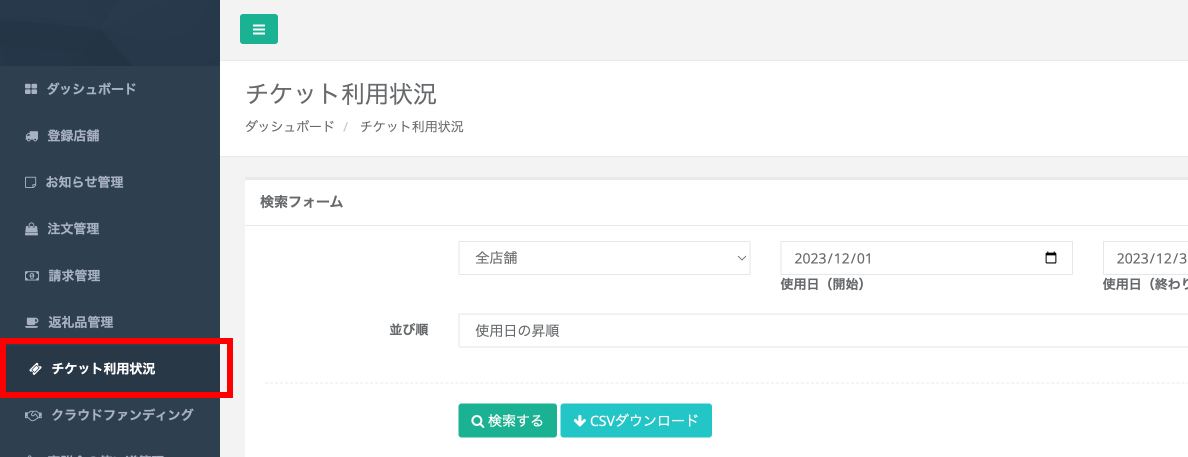 ダッシュボード
登録店舗
お知らせ管理
注文管理
請求管理
返礼品管理
チケット利用状況
クラウドファンディング
チケット利用状況
ダッシュボード / チケット利用状況
検索フォーム
全店舗
2023/12/01
2023/12/3
使用日（開始）
使用日（終わり
並び順
使用日の昇順
検索する
CSVダウンロード